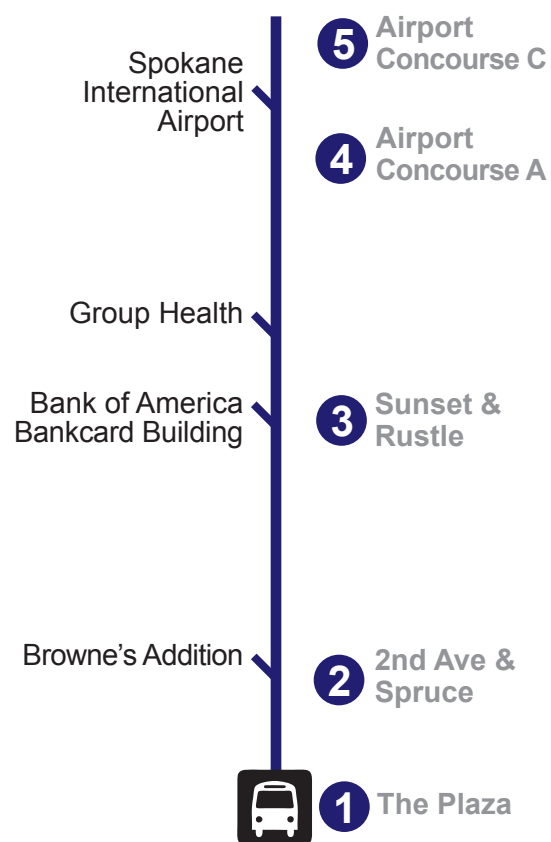 5
Airport
Concourse C
Spokane
International
Airport
4
Airport
Concourse A
Group Health
Bank of America
Bankcard Building
3
Sunset &
Rustle
Browne's Addition
2
2nd Ave &
Spruce
1
The Plaza